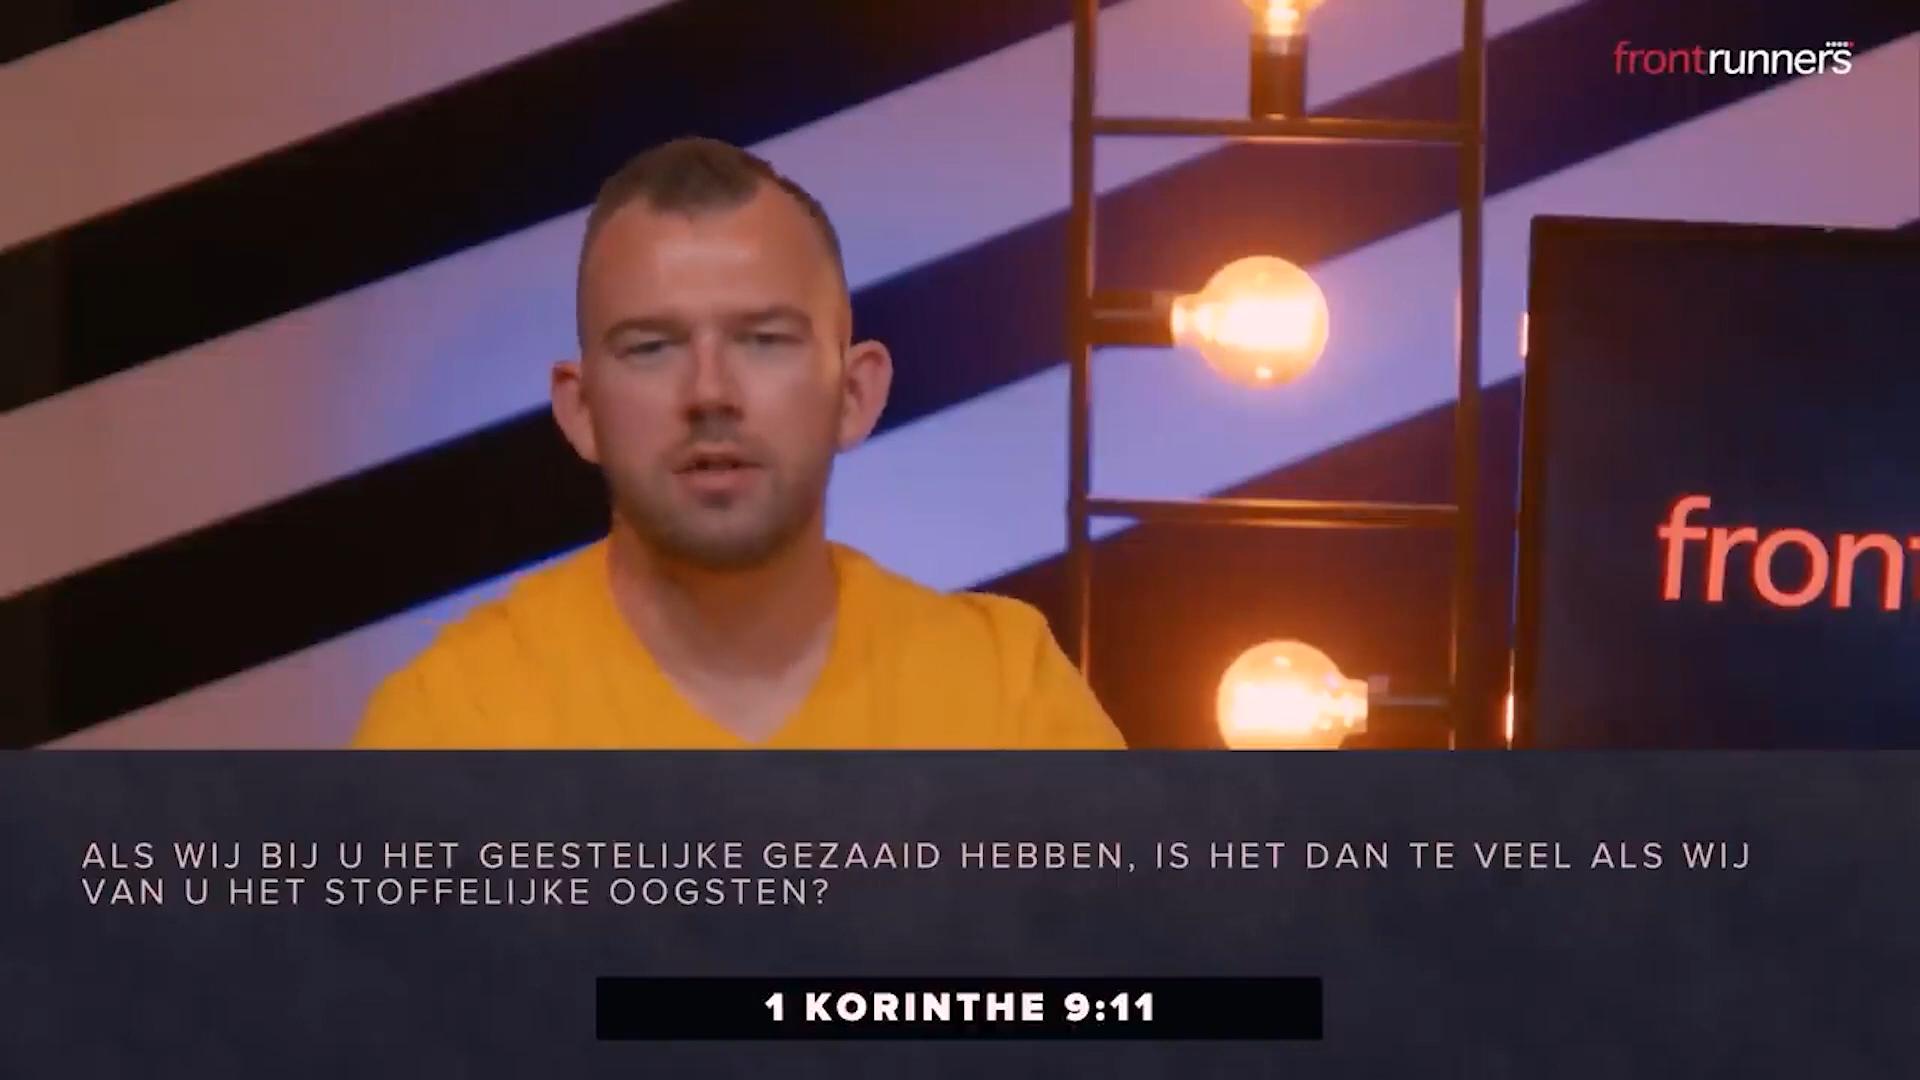 frontrunners
front
ALS WIJ BIJ U HET GEESTELIJKE GEZAAID HEBBEN, IS HET DAN TE VEEL ALS WIJ
VAN U HET STOFFELIJKE OOGSTEN?
1 KORINTHE 9:11